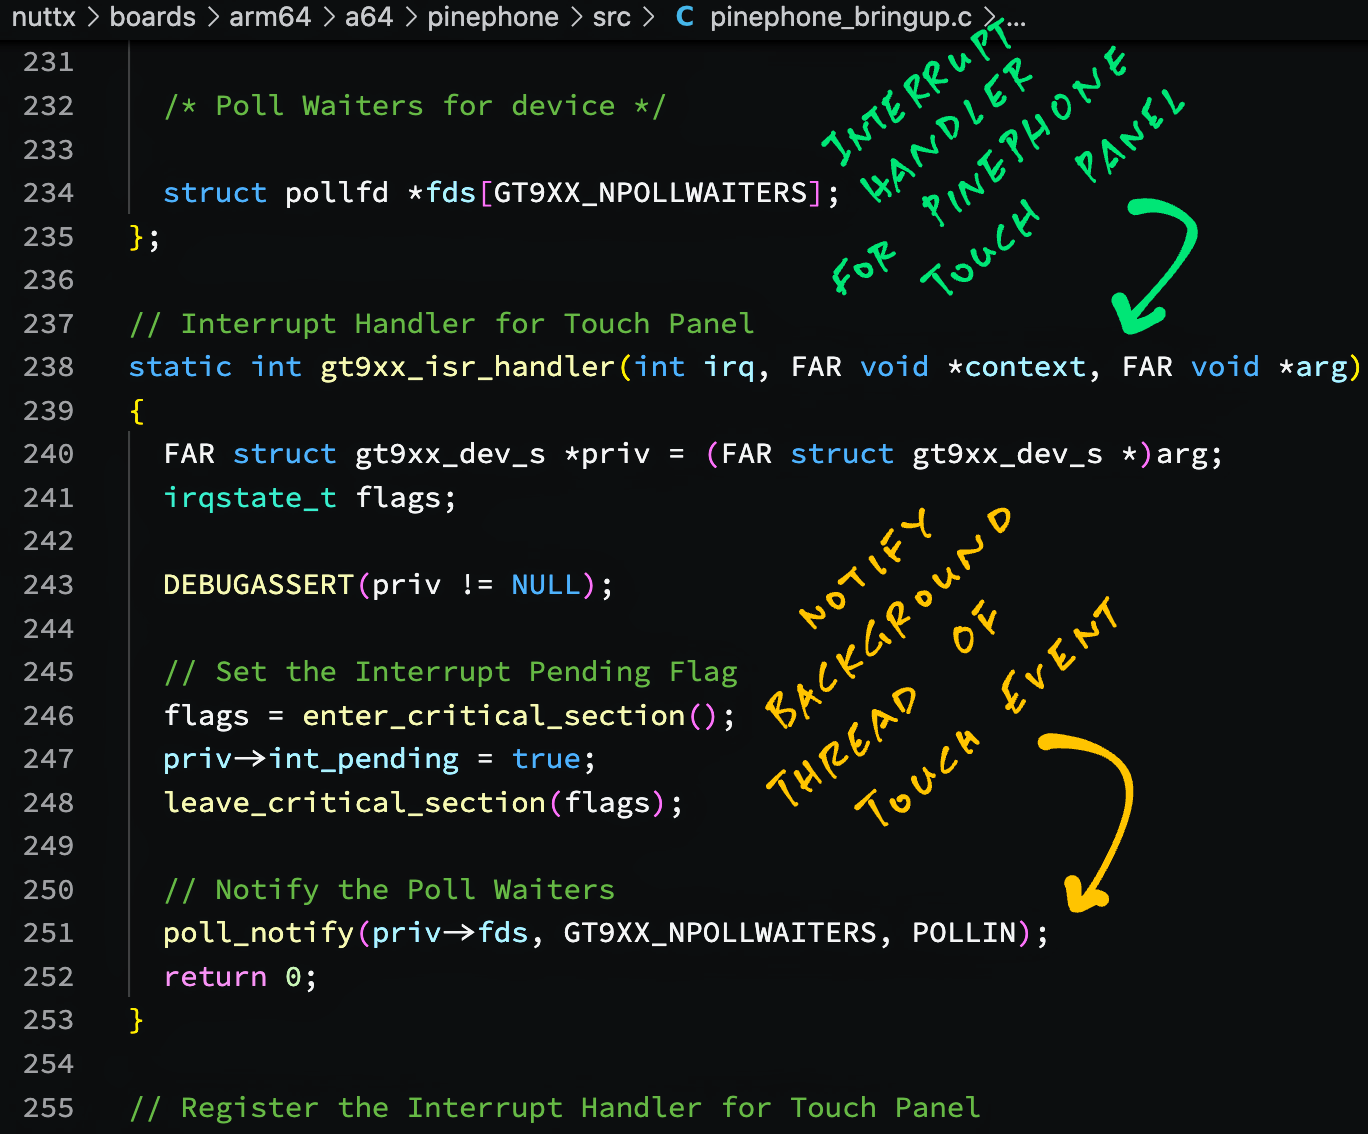 nuttx > boards > arm64 > a64 > pinephone > src > C pinephone_bringup.c > ...
231
232 /* Poll Waiters for device */
233
234 struct pollfd *fds[GT9XX_NPOLLWAITERS];
235 };
236
237 // Interrupt Handler for Touch Panel
238 static int gt9xx_isr_handler(int irq, FAR void *context, FAR void *arg)
239 {
240 FAR struct gt9xx_dev_s *priv = (FAR struct gt9xx_dev_s *)arg;
241 irqstate_t flags;
242
243 DEBUGASSERT(priv != NULL);
244
245 // Set the Interrupt Pending Flag
246 flags = enter_critical_section();
247 priv->int_pending = true;
248 leave_critical_section(flags);
249
250 // Notify the Poll Waiters
251 poll_notify(priv->fds, GT9XX_NPOLLWAITERS, POLLIN);
252 return 0;
253 }
254
255 // Register the Interrupt Handler for Touch Panel
INTERRUPT
HANDLER
FOR PINEPHONE
TOUCH PANEL
NOTIFY
BACKGROUND
THREAD OF
TOUCH EVENT